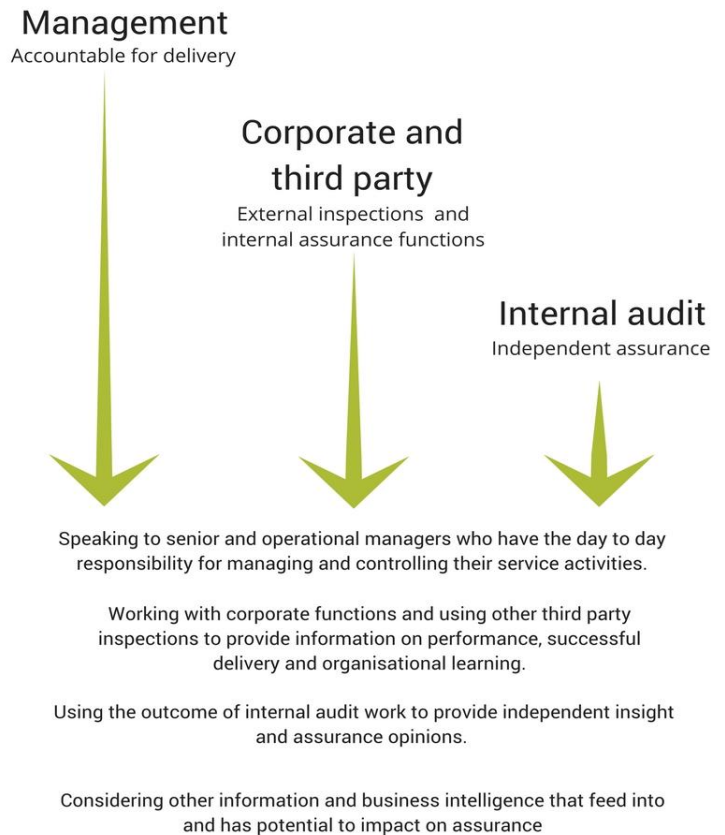 Management
Accountable for delivery
Corporate and
third party
External inspections and
internal assurance functions
Internal audit
Independent assurance
Speaking to senior and operational managers who have the day to day
responsibility for managing and controlling their service activities.
Working with corporate functions and using other third party
inspections to provide information on performance, successful
delivery and organisational learning.
Using the outcome of internal audit work to provide independent insight
and assurance opinions.
Considering other information and business intelligence that feed into
and has potential to impact on assurance